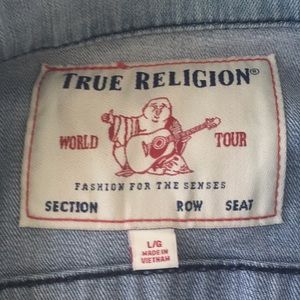 TRUE RELIGION®
WORLD TOUR
FASHION FOR THE SENSES
SECTION ROW SEAT
L/G
MADE IN
VIETNAM